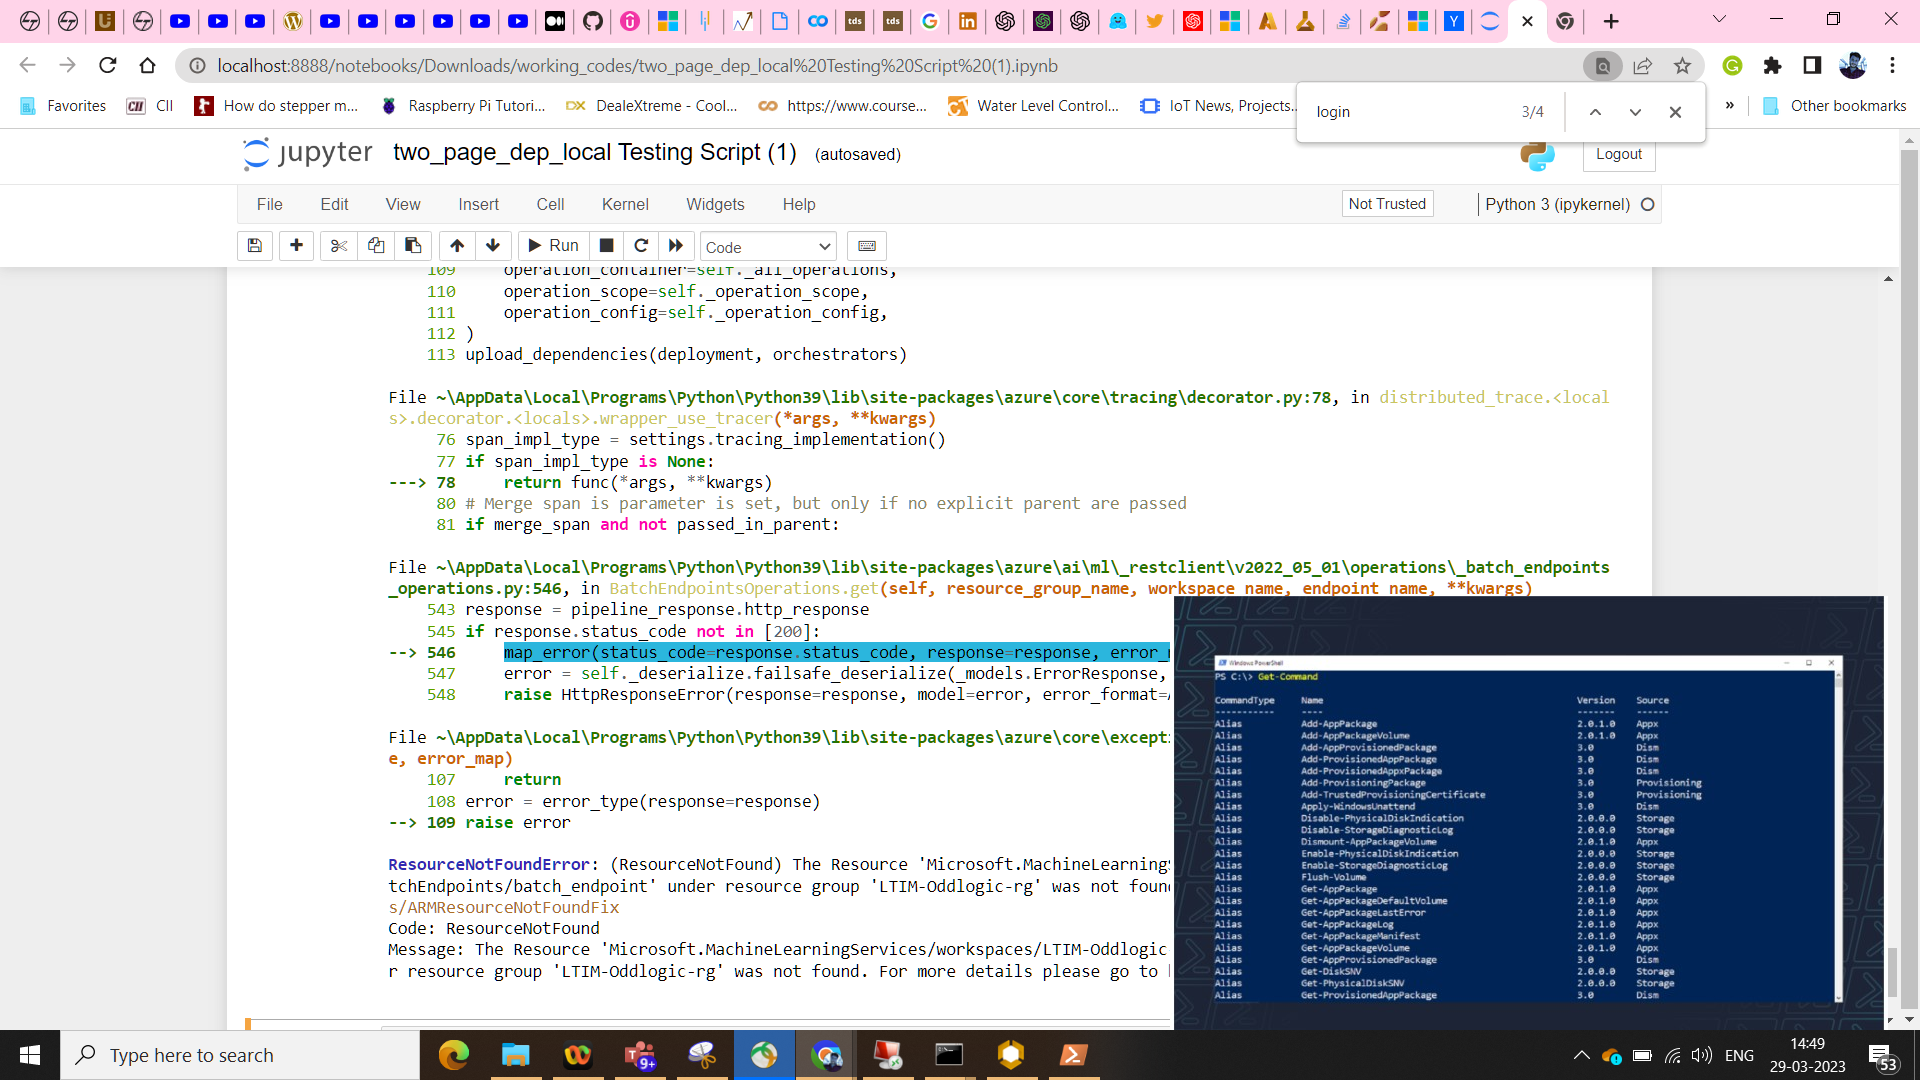 localhost:8888/notebooks/Downloads/working_codes/two_page_dep_local%20Testing%20Script%20(1).ipynb
Favorites CII How do stepper m... Raspberry Pi Tutori... DealeXtreme - Cool... https://www.course... Water Level Control... IoT News, Projects... » Other bookmarks
login 3/4
jupyter two_page_dep_local Testing Script (1) (autosaved) Logout
File Edit View Insert Cell Kernel Widgets Help Not Trusted Python 3 (ipykernel)
Run Code
109 operation_container=self._all_operations,
110 operation_scope=self._operation_scope,
111 operation_config=self._operation_config,
112 )
113 upload_dependencies(deployment, orchestrators)
File ~\AppData\Local\Programs\Python\Python39\lib\site-packages\azure\core\tracing\decorator.py:78, in distributed_trace.<local
s>.decorator.<locals>.wrapper_use_tracer(*args, **kwargs)
76 span_impl_type = settings.tracing_implementation()
77 if span_impl_type is None:
---> 78 return func(*args, **kwargs)
80 # Merge span is parameter is set, but only if no explicit parent are passed
81 if merge_span and not passed_in_parent:
File ~\AppData\Local\Programs\Python\Python39\lib\site-packages\azure\ai\ml\_restclient\v2022_05_01\operations\_batch_endpoints
_operations.py:546, in BatchEndpointsOperations.get(self, resource_group_name, workspace_name, endpoint_name, **kwargs)
543 response = pipeline_response.http_response
545 if response.status_code not in [200]:
--> 546 map_error(status_code=response.status_code, response=response,
547 error = self._deserialize.failsafe_deserialize(_models.ErrorResponse,
548 raise HttpResponseError(response=response, model=error,
File ~\AppData\Local\Programs\Python\Python39\lib\site-packages\azure\core\excepti
e, error_map)
107 return
108 error = error_type(response=response)
--> 109 raise error
ResourceNotFoundError: (ResourceNotFound) The Resource 'Microsoft.MachineLearning
tchEndpoints/batch_endpoint' under resource group 'LTIM-Oddlogic-rg' was not foun
s/ARMResourceNotFoundFix
Code: ResourceNotFound
Message: The Resource 'Microsoft.MachineLearningServices/workspaces/LTIM-Oddlogic
r resource group 'LTIM-Oddlogic-rg' was not found. For more details please go to
Windows PowerShell
PS C:\> Get-Command
CommandType Name Version Source
----------- ---- ------- ------
Alias Add-AppPackage 2.0.1.0 Appx
Alias Add-AppPackageVolume 2.0.1.0 Appx
Alias Add-AppProvisionedPackage 3.0 Dism
Alias Add-ProvisionedAppPackage 3.0 Dism
Alias Add-ProvisionedAppxPackage 3.0 Dism
Alias Add-ProvisioningPackage 3.0 Provisioning
Alias Add-TrustedProvisioningCertificate 3.0 Provisioning
Alias Apply-WindowsUnattend 3.0 Dism
Alias Disable-PhysicalDiskIndication 2.0.0.0 Storage
Alias Disable-StorageDiagnosticLog 2.0.0.0 Storage
Alias Dismount-AppPackageVolume 2.0.1.0 Appx
Alias Enable-PhysicalDiskIndication 2.0.0.0 Storage
Alias Enable-StorageDiagnosticLog 2.0.0.0 Storage
Alias Flush-Volume 2.0.0.0 Storage
Alias Get-AppPackage 2.0.1.0 Appx
Alias Get-AppPackageDefaultVolume 2.0.1.0 Appx
Alias Get-AppPackageLastError 2.0.1.0 Appx
Alias Get-AppPackageLog 2.0.1.0 Appx
Alias Get-AppPackageManifest 2.0.1.0 Appx
Alias Get-AppPackageVolume 2.0.1.0 Appx
Alias Get-AppProvisionedPackage 3.0 Dism
Alias Get-DiskSNV 2.0.0.0 Storage
Alias Get-PhysicalDiskSNV 2.0.0.0 Storage
Alias Get-ProvisionedAppPackage 3.0 Dism
Type here to search
9+
ENG
14:49
29-03-2023
53